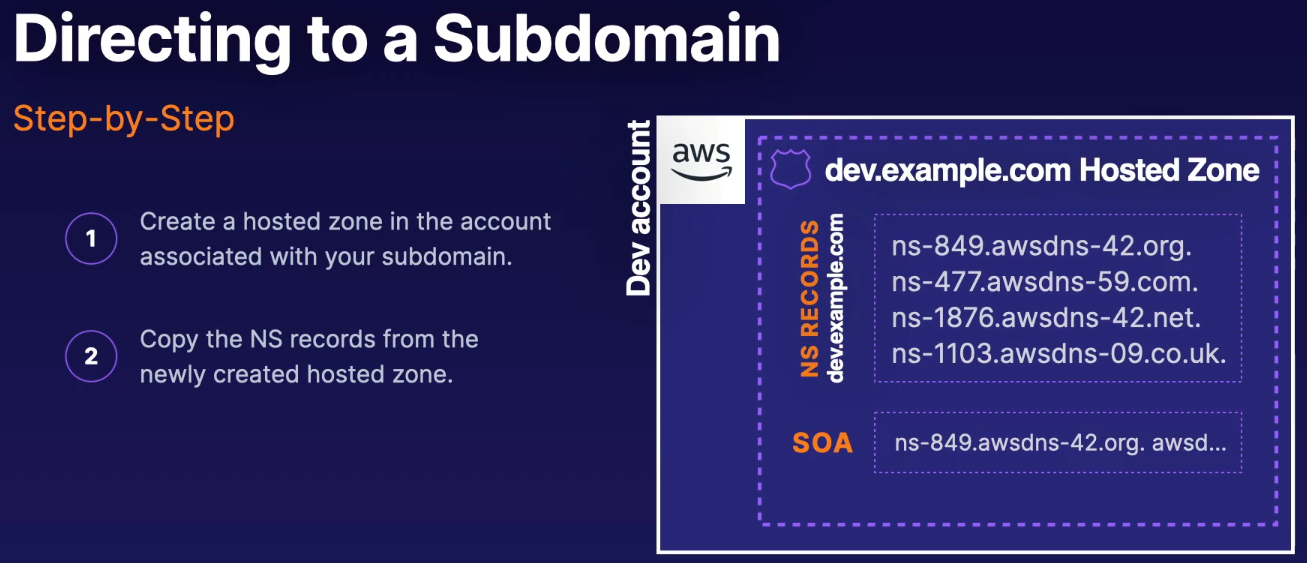 Directing to a Subdomain
Step-by-Step
1
Create a hosted zone in the account
associated with your subdomain.
2
Copy the NS records from the
newly created hosted zone.
Dev account
aws
dev.example.com Hosted Zone
NS RECORDS
dev.example.com
ns-849.awsdns-42.org.
ns-477.awsdns-59.com.
ns-1876.awsdns-42.net.
ns-1103.awsdns-09.co.uk.
SOA
ns-849.awsdns-42.org. awsd...